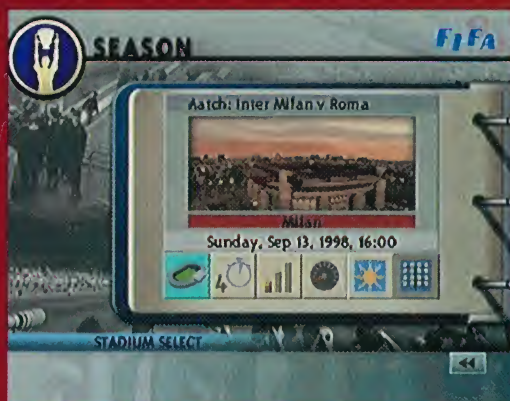 SEASON
FIFA
Aatch: Inter Milan v Roma
Milan
Sunday, Sep 13, 1998, 16:00
4
STADIUM SELECT